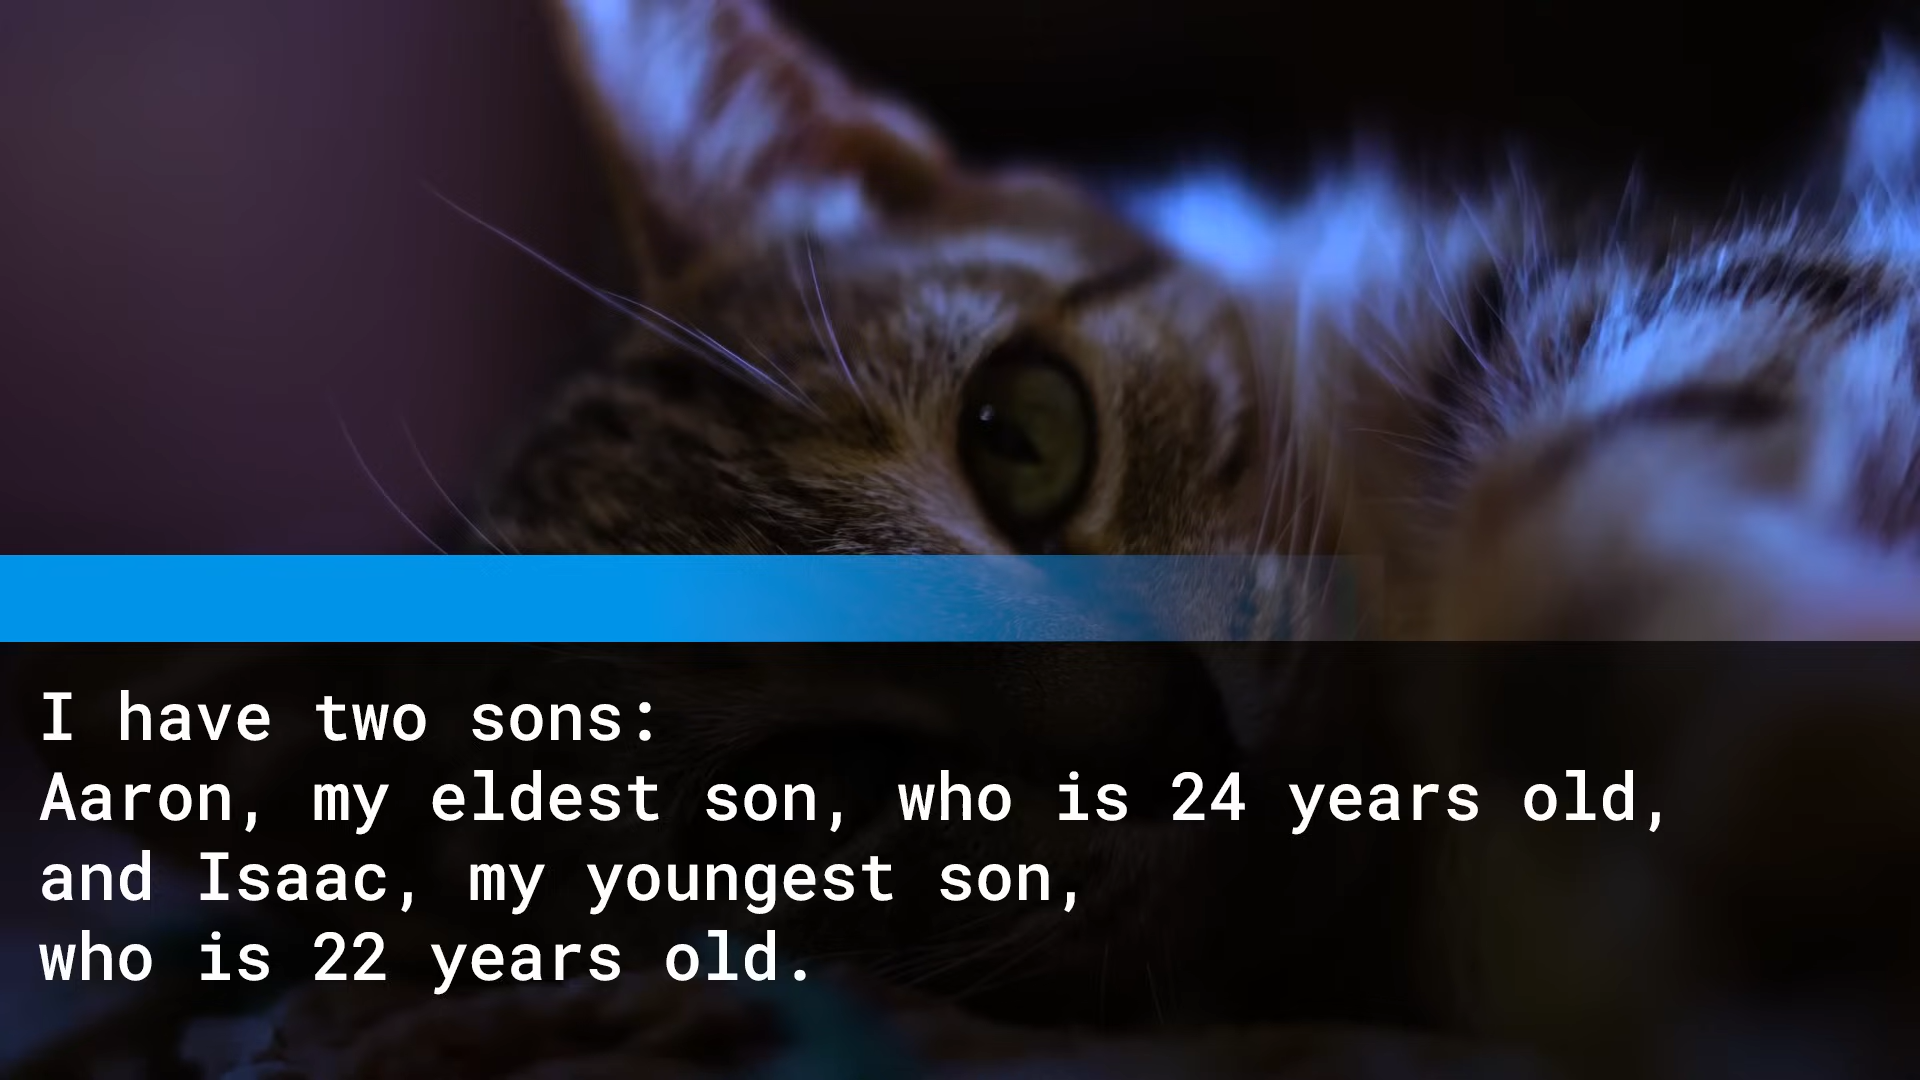 I have two sons:
Aaron, my eldest son, who is 24 years old,
and Isaac, my youngest son,
who is 22 years old.